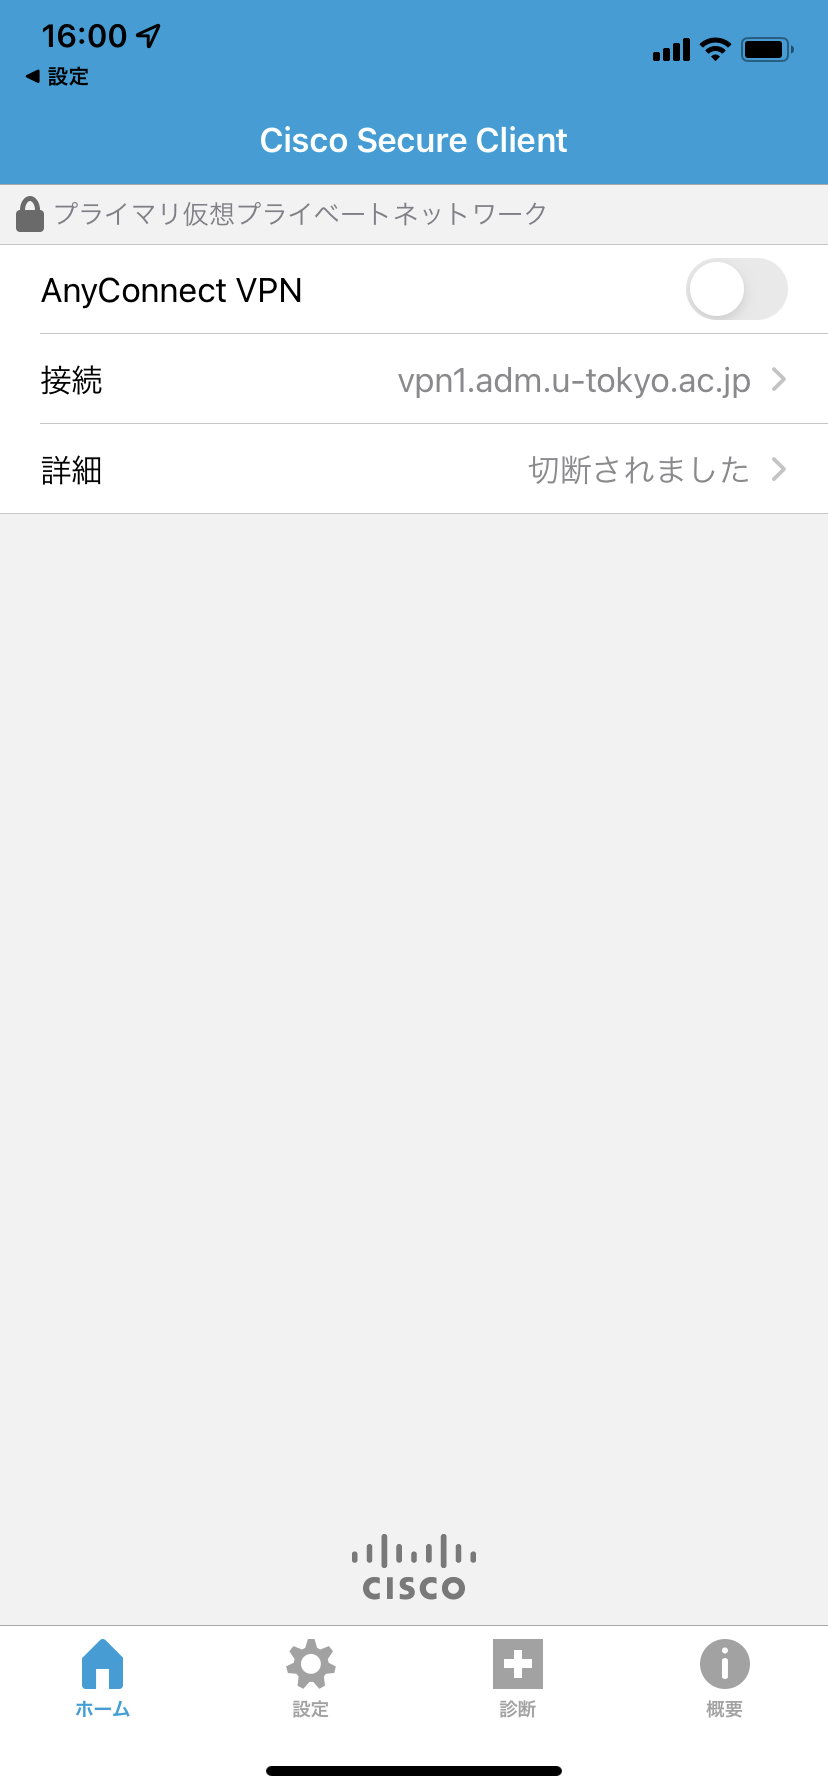 16:00
設定
Cisco Secure Client
プライマリ仮想プライベートネットワーク
AnyConnect VPN
接続 vpn1.adm.u-tokyo.ac.jp
詳細 切断されました
CISCO
ホーム 設定 診断 概要